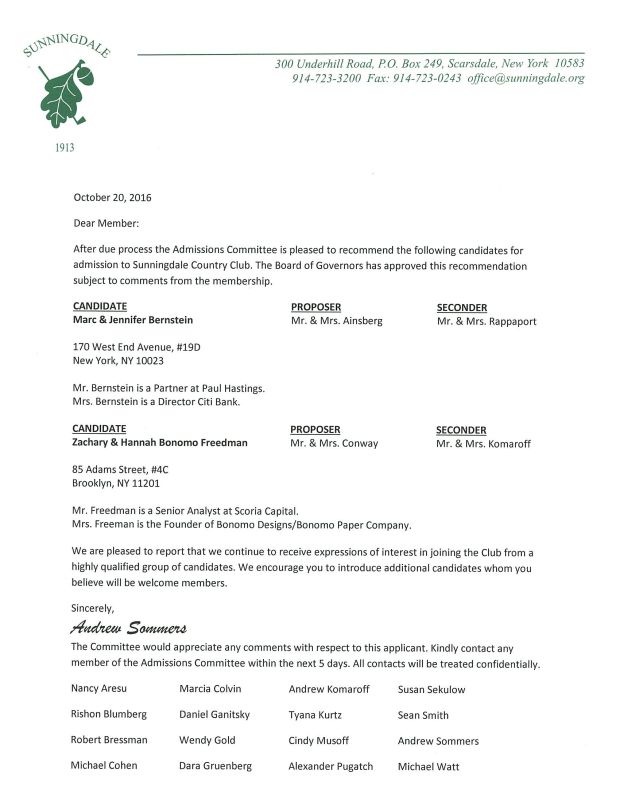 SUNNINGDALE
1913
300 Underhill Road, P.O. Box 249, Scarsdale, New York 10583
914-723-3200 Fax: 914-723-0243 office@sunningdale.org
October 20, 2016
Dear Member:
After due process the Admissions Committee is pleased to recommend the following candidates for
admission to Sunningdale Country Club. The Board of Governors has approved this recommendation
subject to comments from the membership.
CANDIDATE PROPOSER SECONDER
Marc & Jennifer Bernstein Mr. & Mrs. Ainsberg Mr. & Mrs. Rappaport
170 West End Avenue, #19D
New York, NY 10023
Mr. Bernstein is a Partner at Paul Hastings.
Mrs. Bernstein is a Director Citi Bank.
CANDIDATE PROPOSER SECONDER
Zachary & Hannah Bonomo Freedman Mr. & Mrs. Conway Mr. & Mrs. Komaroff
85 Adams Street, #4C
Brooklyn, NY 11201
Mr. Freedman is a Senior Analyst at Scoria Capital.
Mrs. Freeman is the Founder of Bonomo Designs/Bonomo Paper Company.
We are pleased to report that we continue to receive expressions of interest in joining the Club from a
highly qualified group of candidates. We encourage you to introduce additional candidates whom you
believe will be welcome members.
Sincerely,
Andrew Sommers
The Committee would appreciate any comments with respect to this applicant. Kindly contact any
member of the Admissions Committee within the next 5 days. All contacts will be treated confidentially.
Nancy Aresu Marcia Colvin Andrew Komaroff Susan Sekulow
Rishon Blumberg Daniel Ganitsky Tyana Kurtz Sean Smith
Robert Bressman Wendy Gold Cindy Musoff Andrew Sommers
Michael Cohen Dara Gruenberg Alexander Pugatch Michael Watt